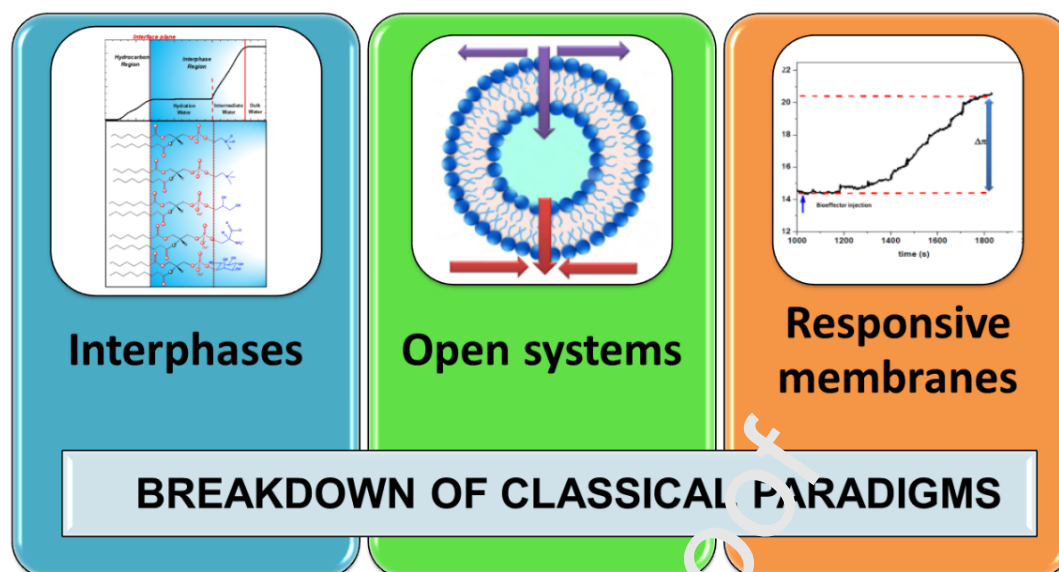 Interface plane
Hydrocarbon
Region
Interphase
Region
Hydration
Water
Intermediate
Water
Bulk
Water
Interphases
Open systems
22
20
18
16
14
12
Δπ
Bioeffector injection
1000 1200 1400 1600 1800
time (s)
Responsive
membranes
BREAKDOWN OF CLASSICAL PARADIGMS